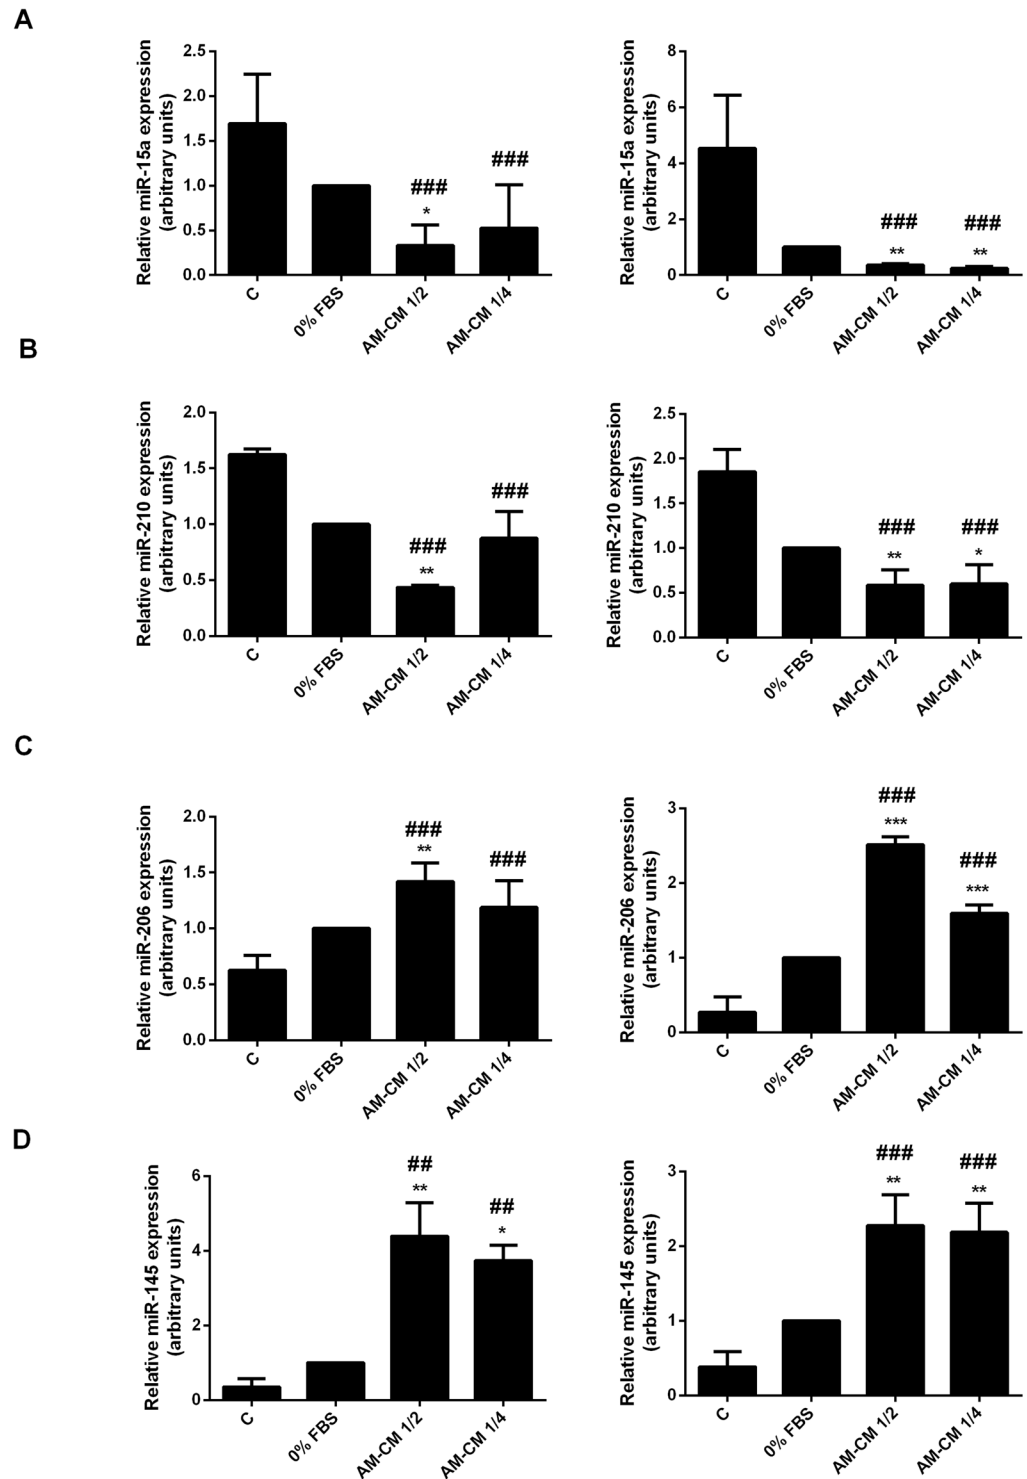 A
Relative miR-15a expression
(arbitrary units)
2.5
2.0
1.5
1.0
0.5
0.0
###
*
###
C
0% FBS
AM-CM 1/2
AM-CM 1/4
Relative miR-15a expression
(arbitrary units)
8
6
4
2
0
###
**
###
**
C
0% FBS
AM-CM 1/2
AM-CM 1/4
B
Relative miR-210 expression
(arbitrary units)
2.0
1.5
1.0
0.5
0.0
###
**
###
C
0% FBS
AM-CM 1/2
AM-CM 1/4
Relative miR-210 expression
(arbitrary units)
2.5
2.0
1.5
1.0
0.5
0.0
###
**
###
*
C
0% FBS
AM-CM 1/2
AM-CM 1/4
C
Relative miR-206 expression
(arbitrary units)
2.0
1.5
1.0
0.5
0.0
###
**
###
C
0% FBS
AM-CM 1/2
AM-CM 1/4
Relative miR-206 expression
(arbitrary units)
3
2
1
0
###
***
###
***
C
0% FBS
AM-CM 1/2
AM-CM 1/4
D
Relative miR-145 expression
(arbitrary units)
6
4
2
0
##
**
##
*
C
0% FBS
AM-CM 1/2
AM-CM 1/4
Relative miR-145 expression
(arbitrary units)
3
2
1
0
###
**
###
**
C
0% FBS
AM-CM 1/2
AM-CM 1/4